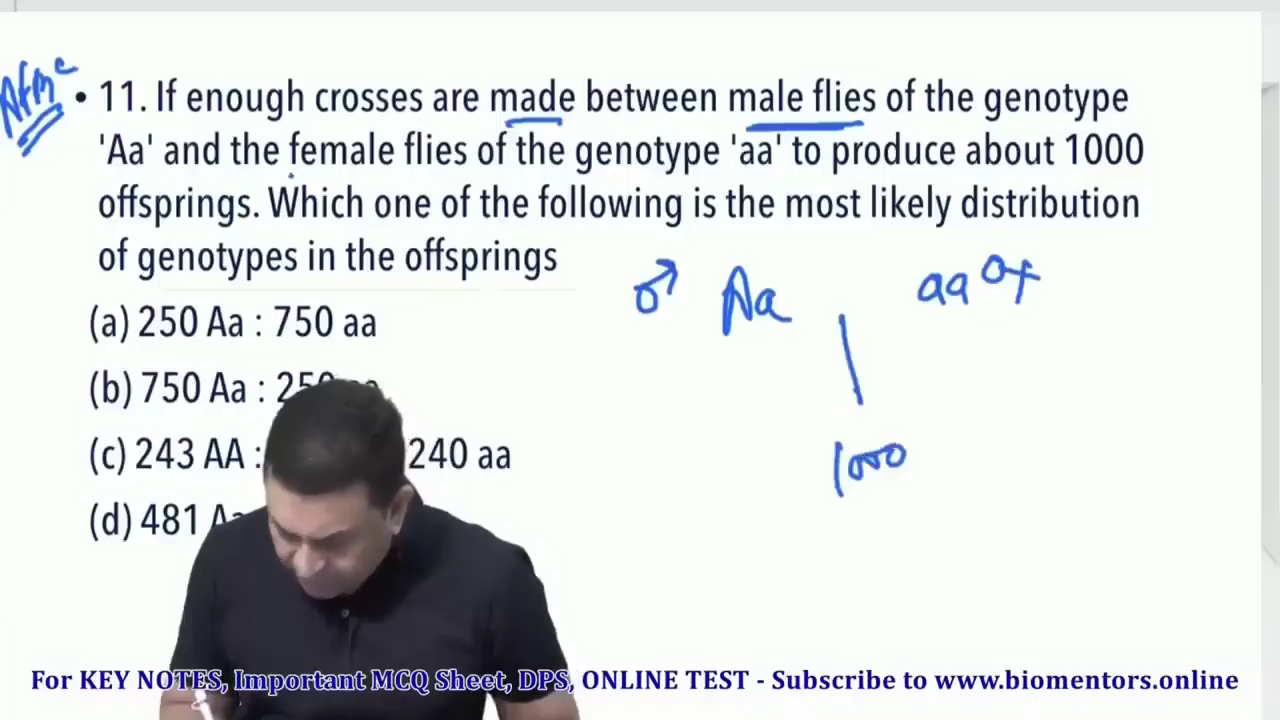 AFMC
• 11. If enough crosses are made between male flies of the genotype
'Aa' and the female flies of the genotype 'aa' to produce about 1000
offsprings. Which one of the following is the most likely distribution
of genotypes in the offsprings
♂ Aa aa ♀
(a) 250 Aa : 750 aa
(b) 750 Aa : 250 aa
(c) 243 AA : 240 aa
1000
(d) 481 Aa
For KEY NOTES, Important MCQ Sheet, DPS, ONLINE TEST - Subscribe to www.biomentors.online